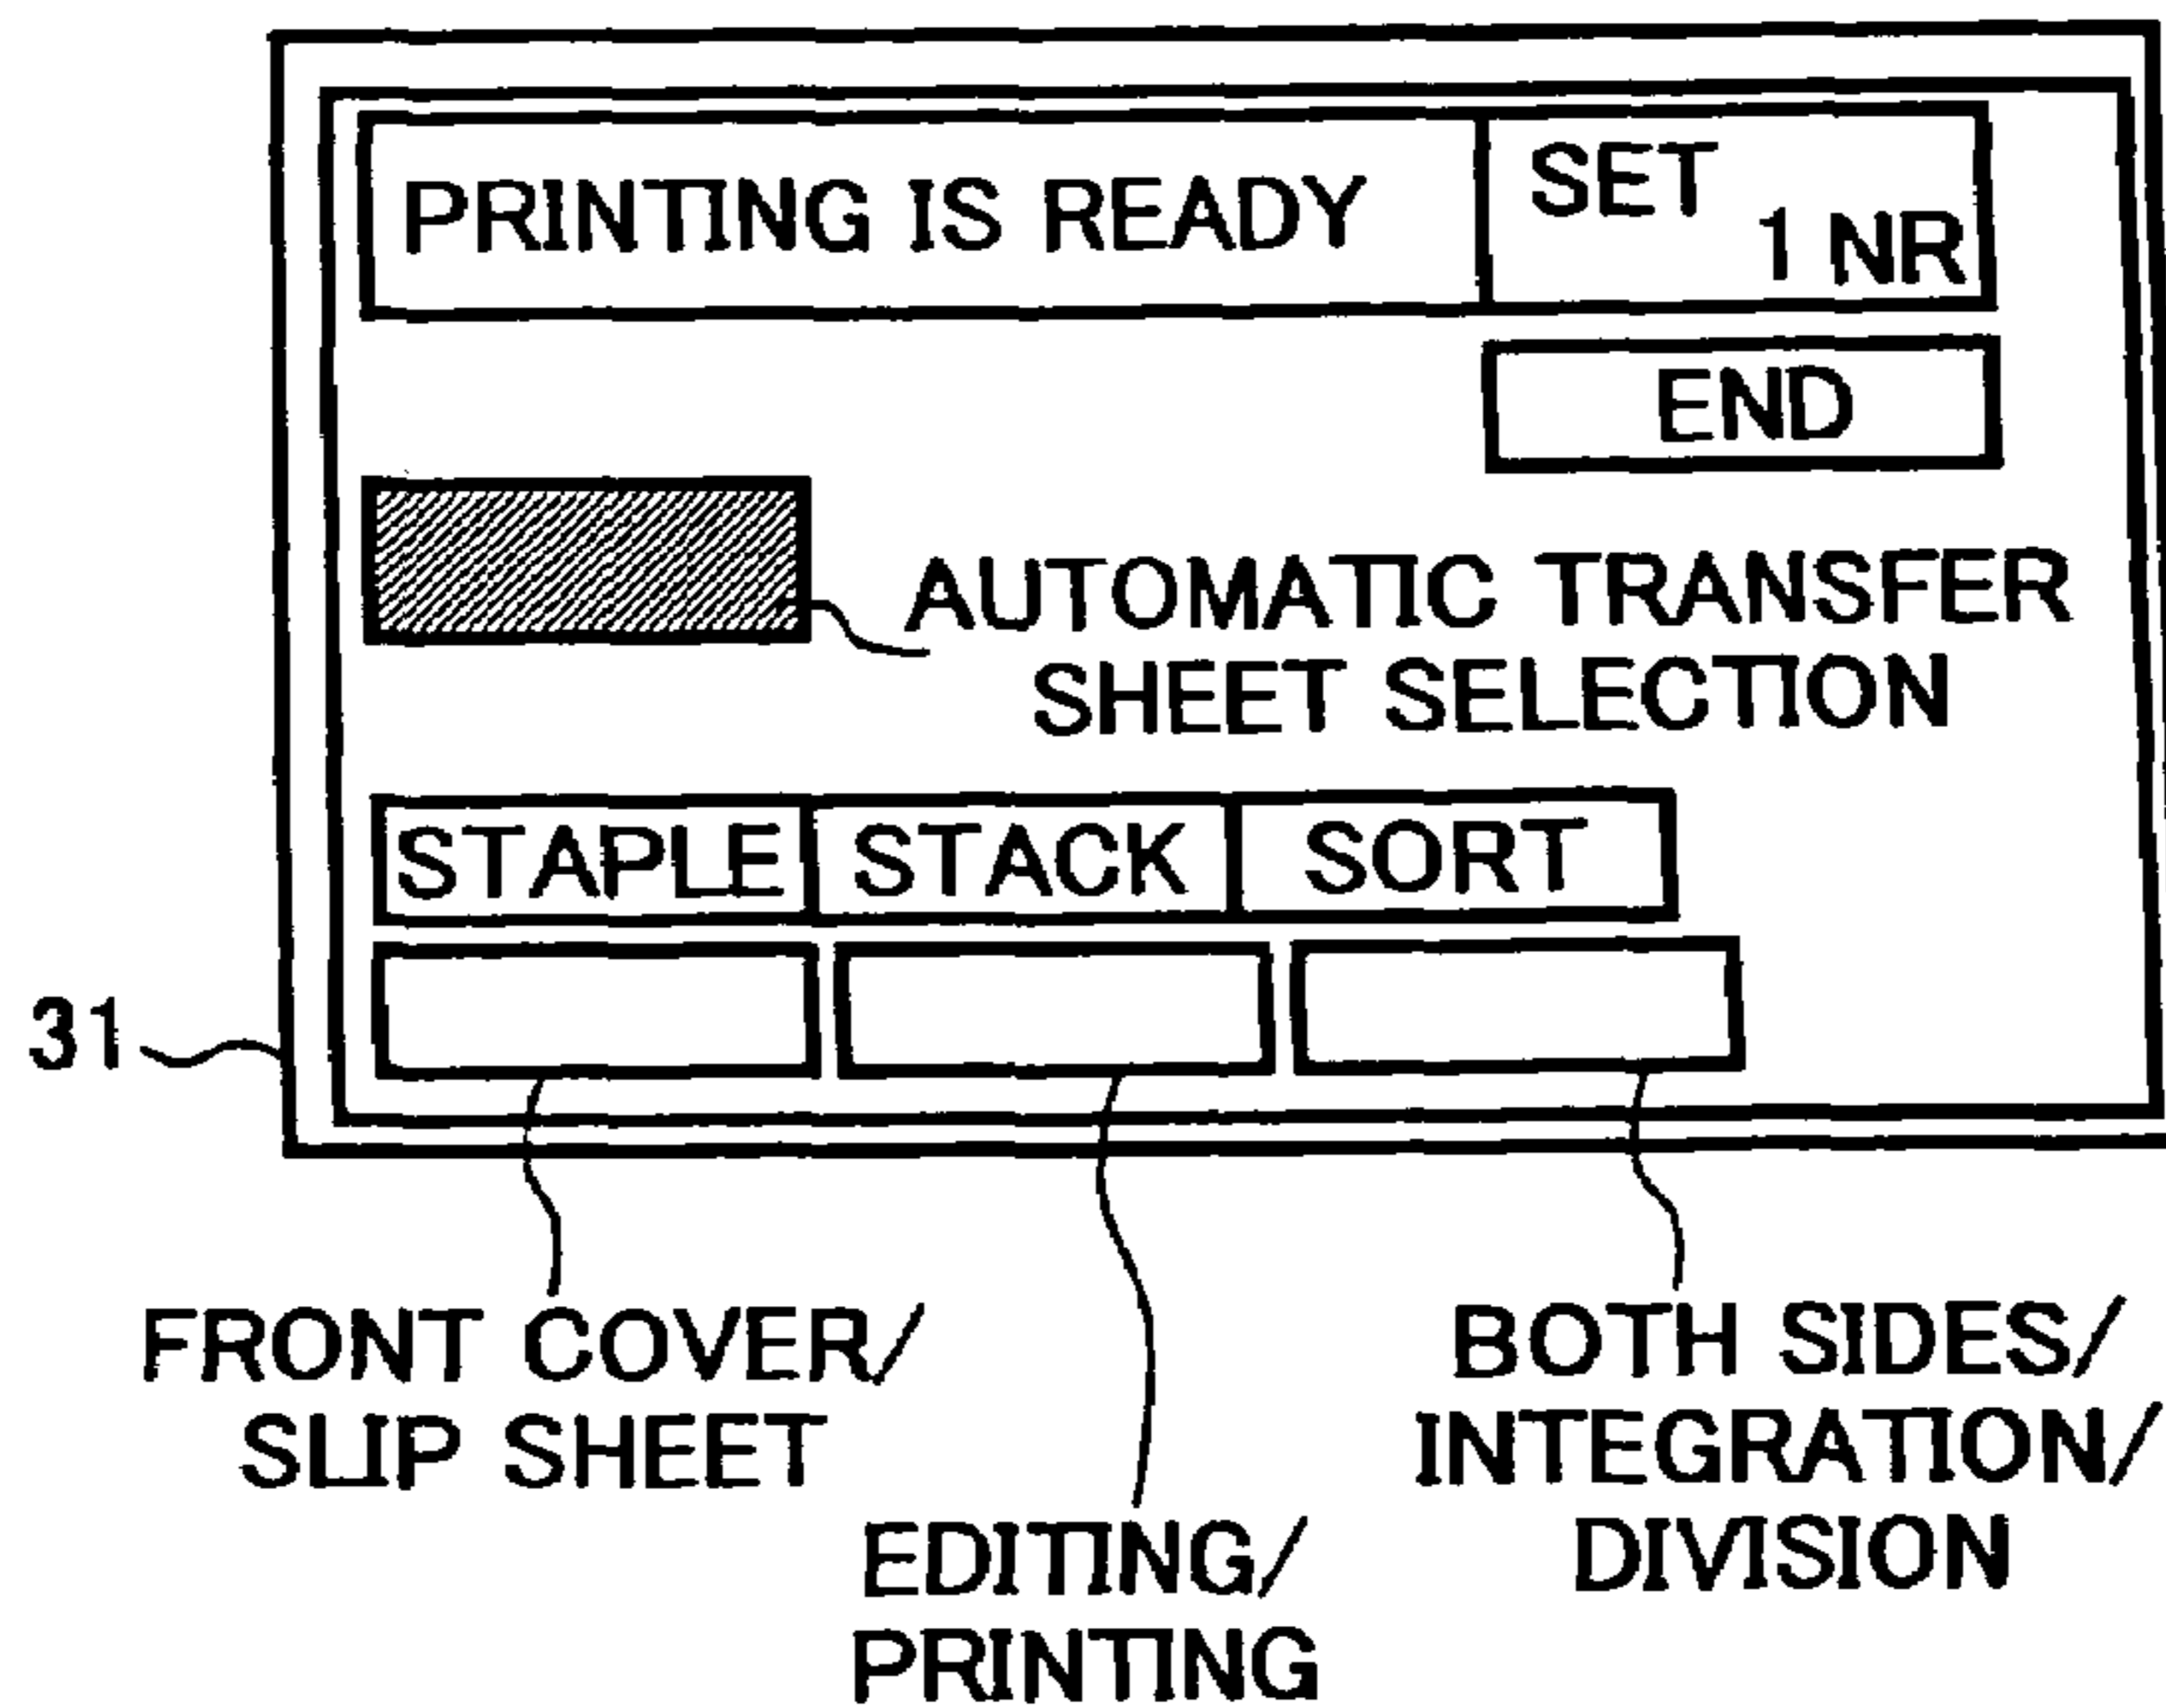 PRINTING IS READY
SET
1 NR
END
AUTOMATIC TRANSFER
SHEET SELECTION
STAPLE STACK SORT
31
FRONT COVER/
SLIP SHEET
EDITING/
PRINTING
BOTH SIDES/
INTEGRATION/
DIVISION